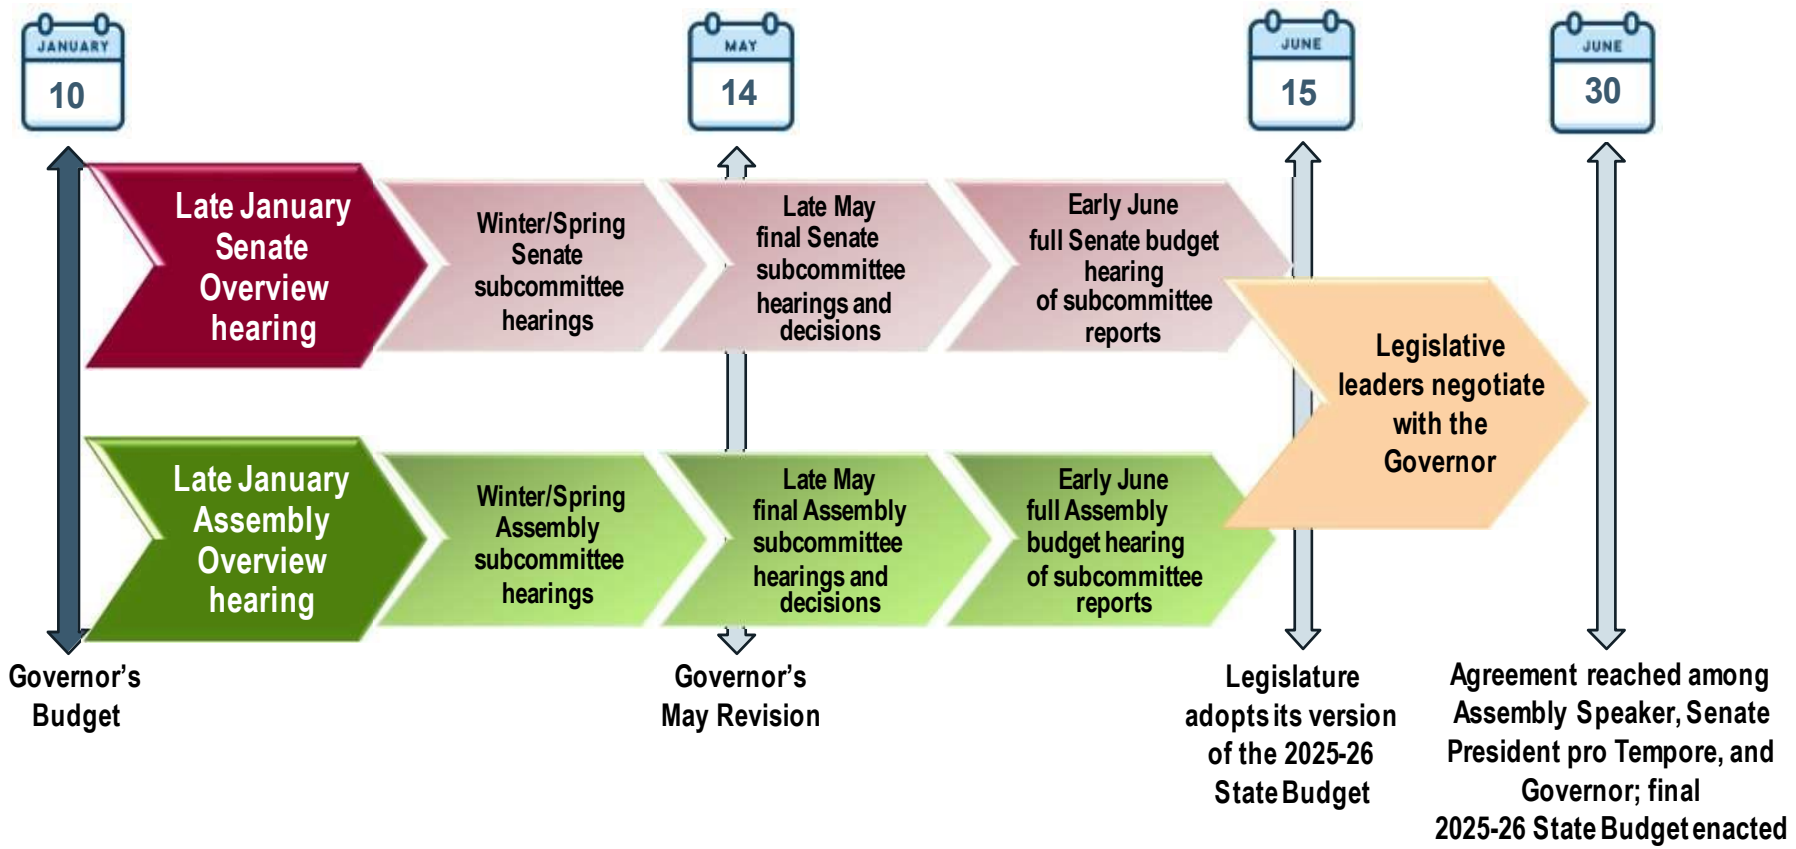 JANUARY
10
MAY
14
JUNE
15
JUNE
30
Late January
Senate
Overview
hearing
Winter/Spring
Senate
subcommittee
hearings
Late May
final Senate
subcommittee
hearings and
decisions
Early June
full Senate budget
hearing
of subcommittee
reports
Legislative
leaders negotiate
with the
Governor
Late January
Assembly
Overview
hearing
Winter/Spring
Assembly
subcommittee
hearings
Late May
final Assembly
subcommittee
hearings and
decisions
Early June
full Assembly
budget hearing
of subcommittee
reports
Governor's
Budget
Governor's
May Revision
Legislature
adopts its version
of the 2025-26
State Budget
Agreement reached among
Assembly Speaker, Senate
President pro Tempore, and
Governor; final
2025-26 State Budget enacted